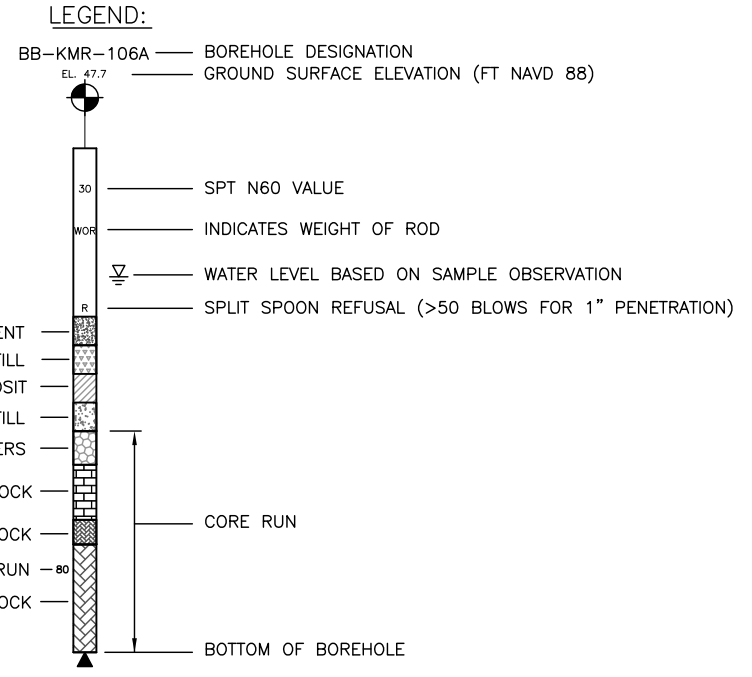 LEGEND:
BB-KMR-106A BOREHOLE DESIGNATION
EL. 47.7 GROUND SURFACE ELEVATION (FT NAVD 88)
30 SPT N60 VALUE
WOR INDICATES WEIGHT OF ROD
WATER LEVEL BASED ON SAMPLE OBSERVATION
R SPLIT SPOON REFUSAL (>50 BLOWS FOR 1" PENETRATION)
ENT
FILL
OSIT
TILL
ERS
OCK
CORE RUN
OCK
RUN 80
OCK
BOTTOM OF BOREHOLE